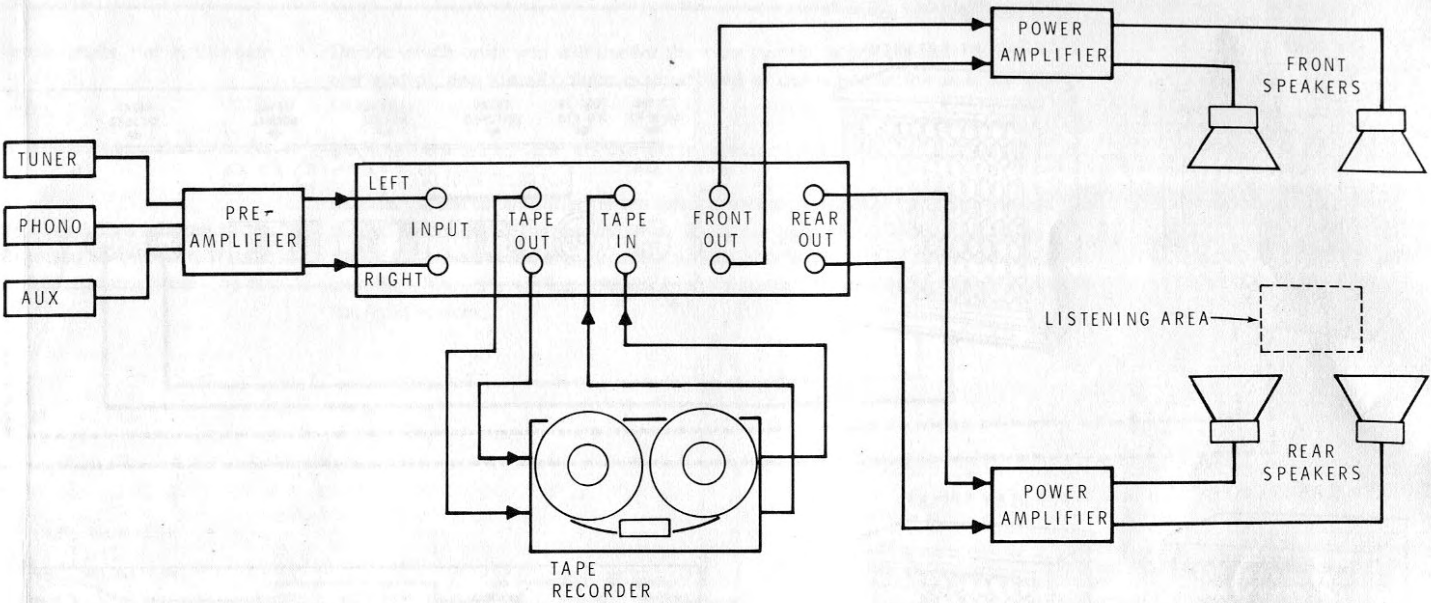 TUNER
PHONO
AUX
PRE-
AMPLIFIER
LEFT
INPUT
RIGHT
TAPE
OUT
TAPE
IN
FRONT
OUT
REAR
OUT
TAPE
RECORDER
POWER
AMPLIFIER
FRONT
SPEAKERS
LISTENING AREA
REAR
SPEAKERS
POWER
AMPLIFIER